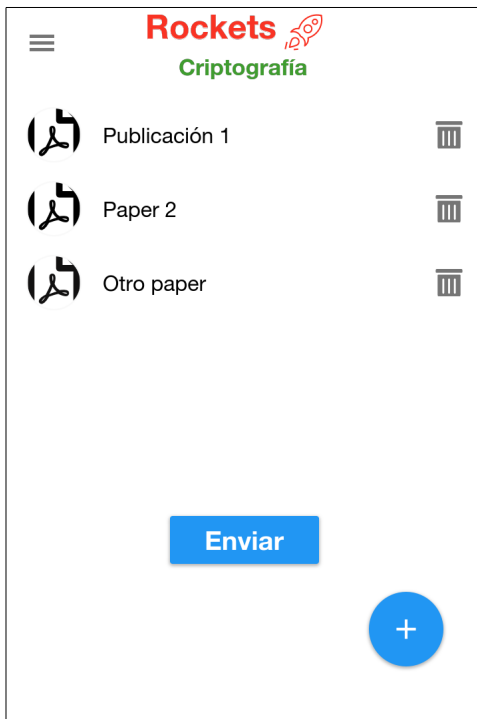 Rockets
Criptografía
Publicación 1
Paper 2
Otro paper
Enviar
+